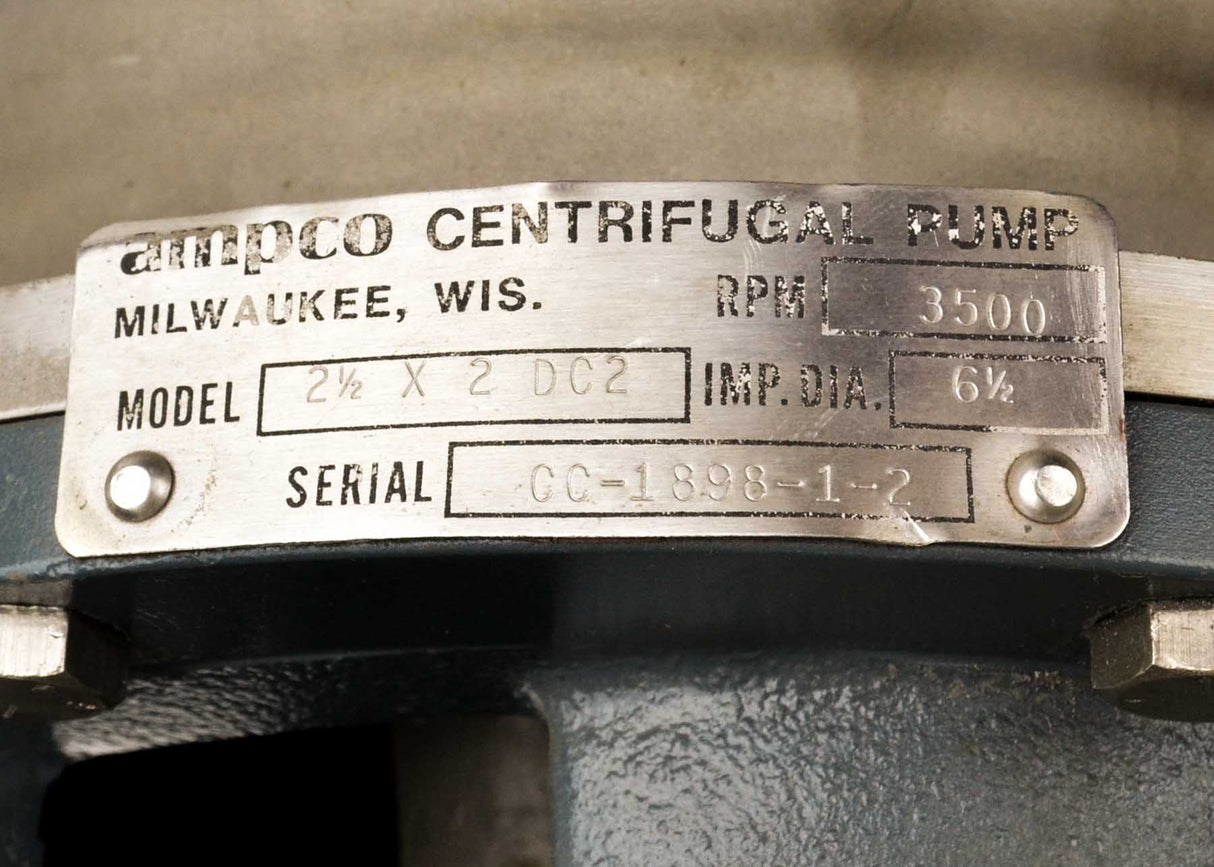 ampco CENTRIFUGAL PUMP
MILWAUKEE, WIS. RPM 3500
MODEL 2½ X 2 DC2 IMP. DIA. 6½
SERIAL CC-1898-1-2